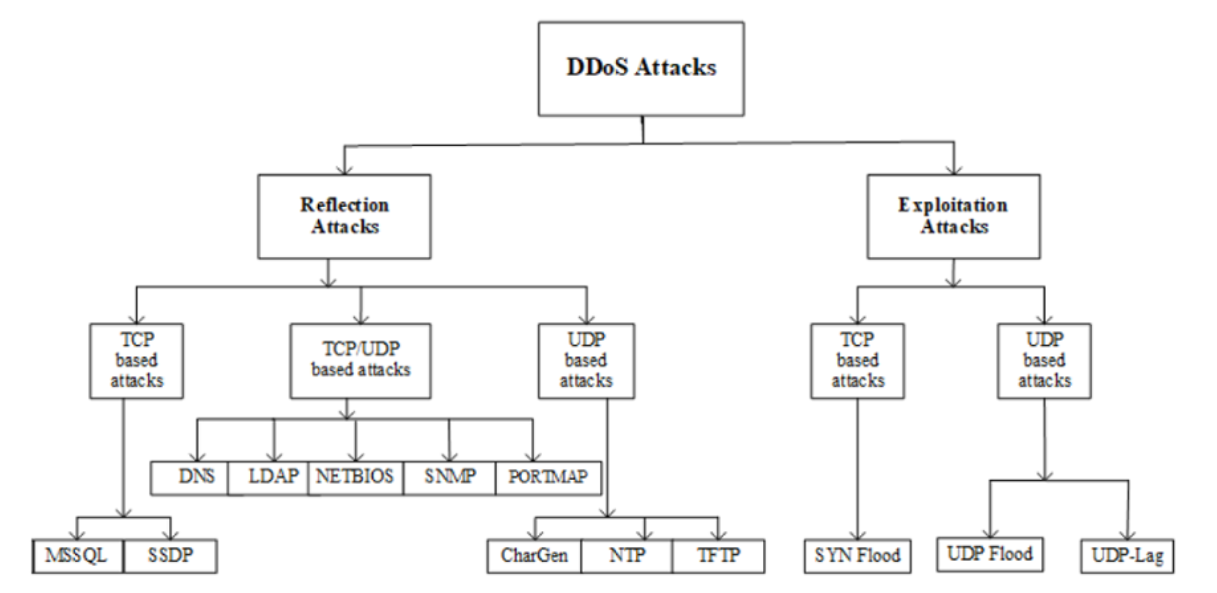 DDoS Attacks
Reflection
Attacks
Exploitation
Attacks
TCP
based
attacks
TCP/UDP
based attacks
UDP
based
attacks
TCP
based
attacks
UDP
based
attacks
DNS
LDAP
NETBIOS
SNMP
PORTMAP
MSSQL
SSDP
CharGen
NTP
TFTP
SYN Flood
UDP Flood
UDP-Lag